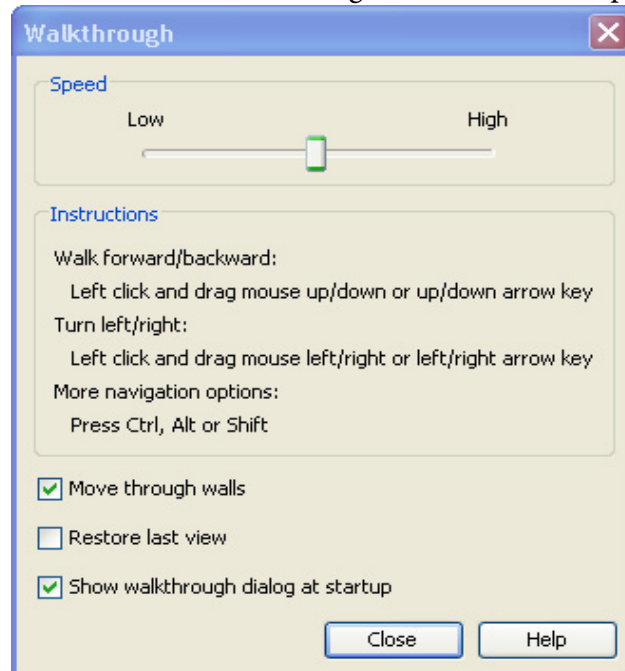 Walkthrough
Speed
Low High
Instructions
Walk forward/backward:
Left click and drag mouse up/down or up/down arrow key
Turn left/right:
Left click and drag mouse left/right or left/right arrow key
More navigation options:
Press Ctrl, Alt or Shift
Move through walls
Restore last view
Show walkthrough dialog at startup
Close Help